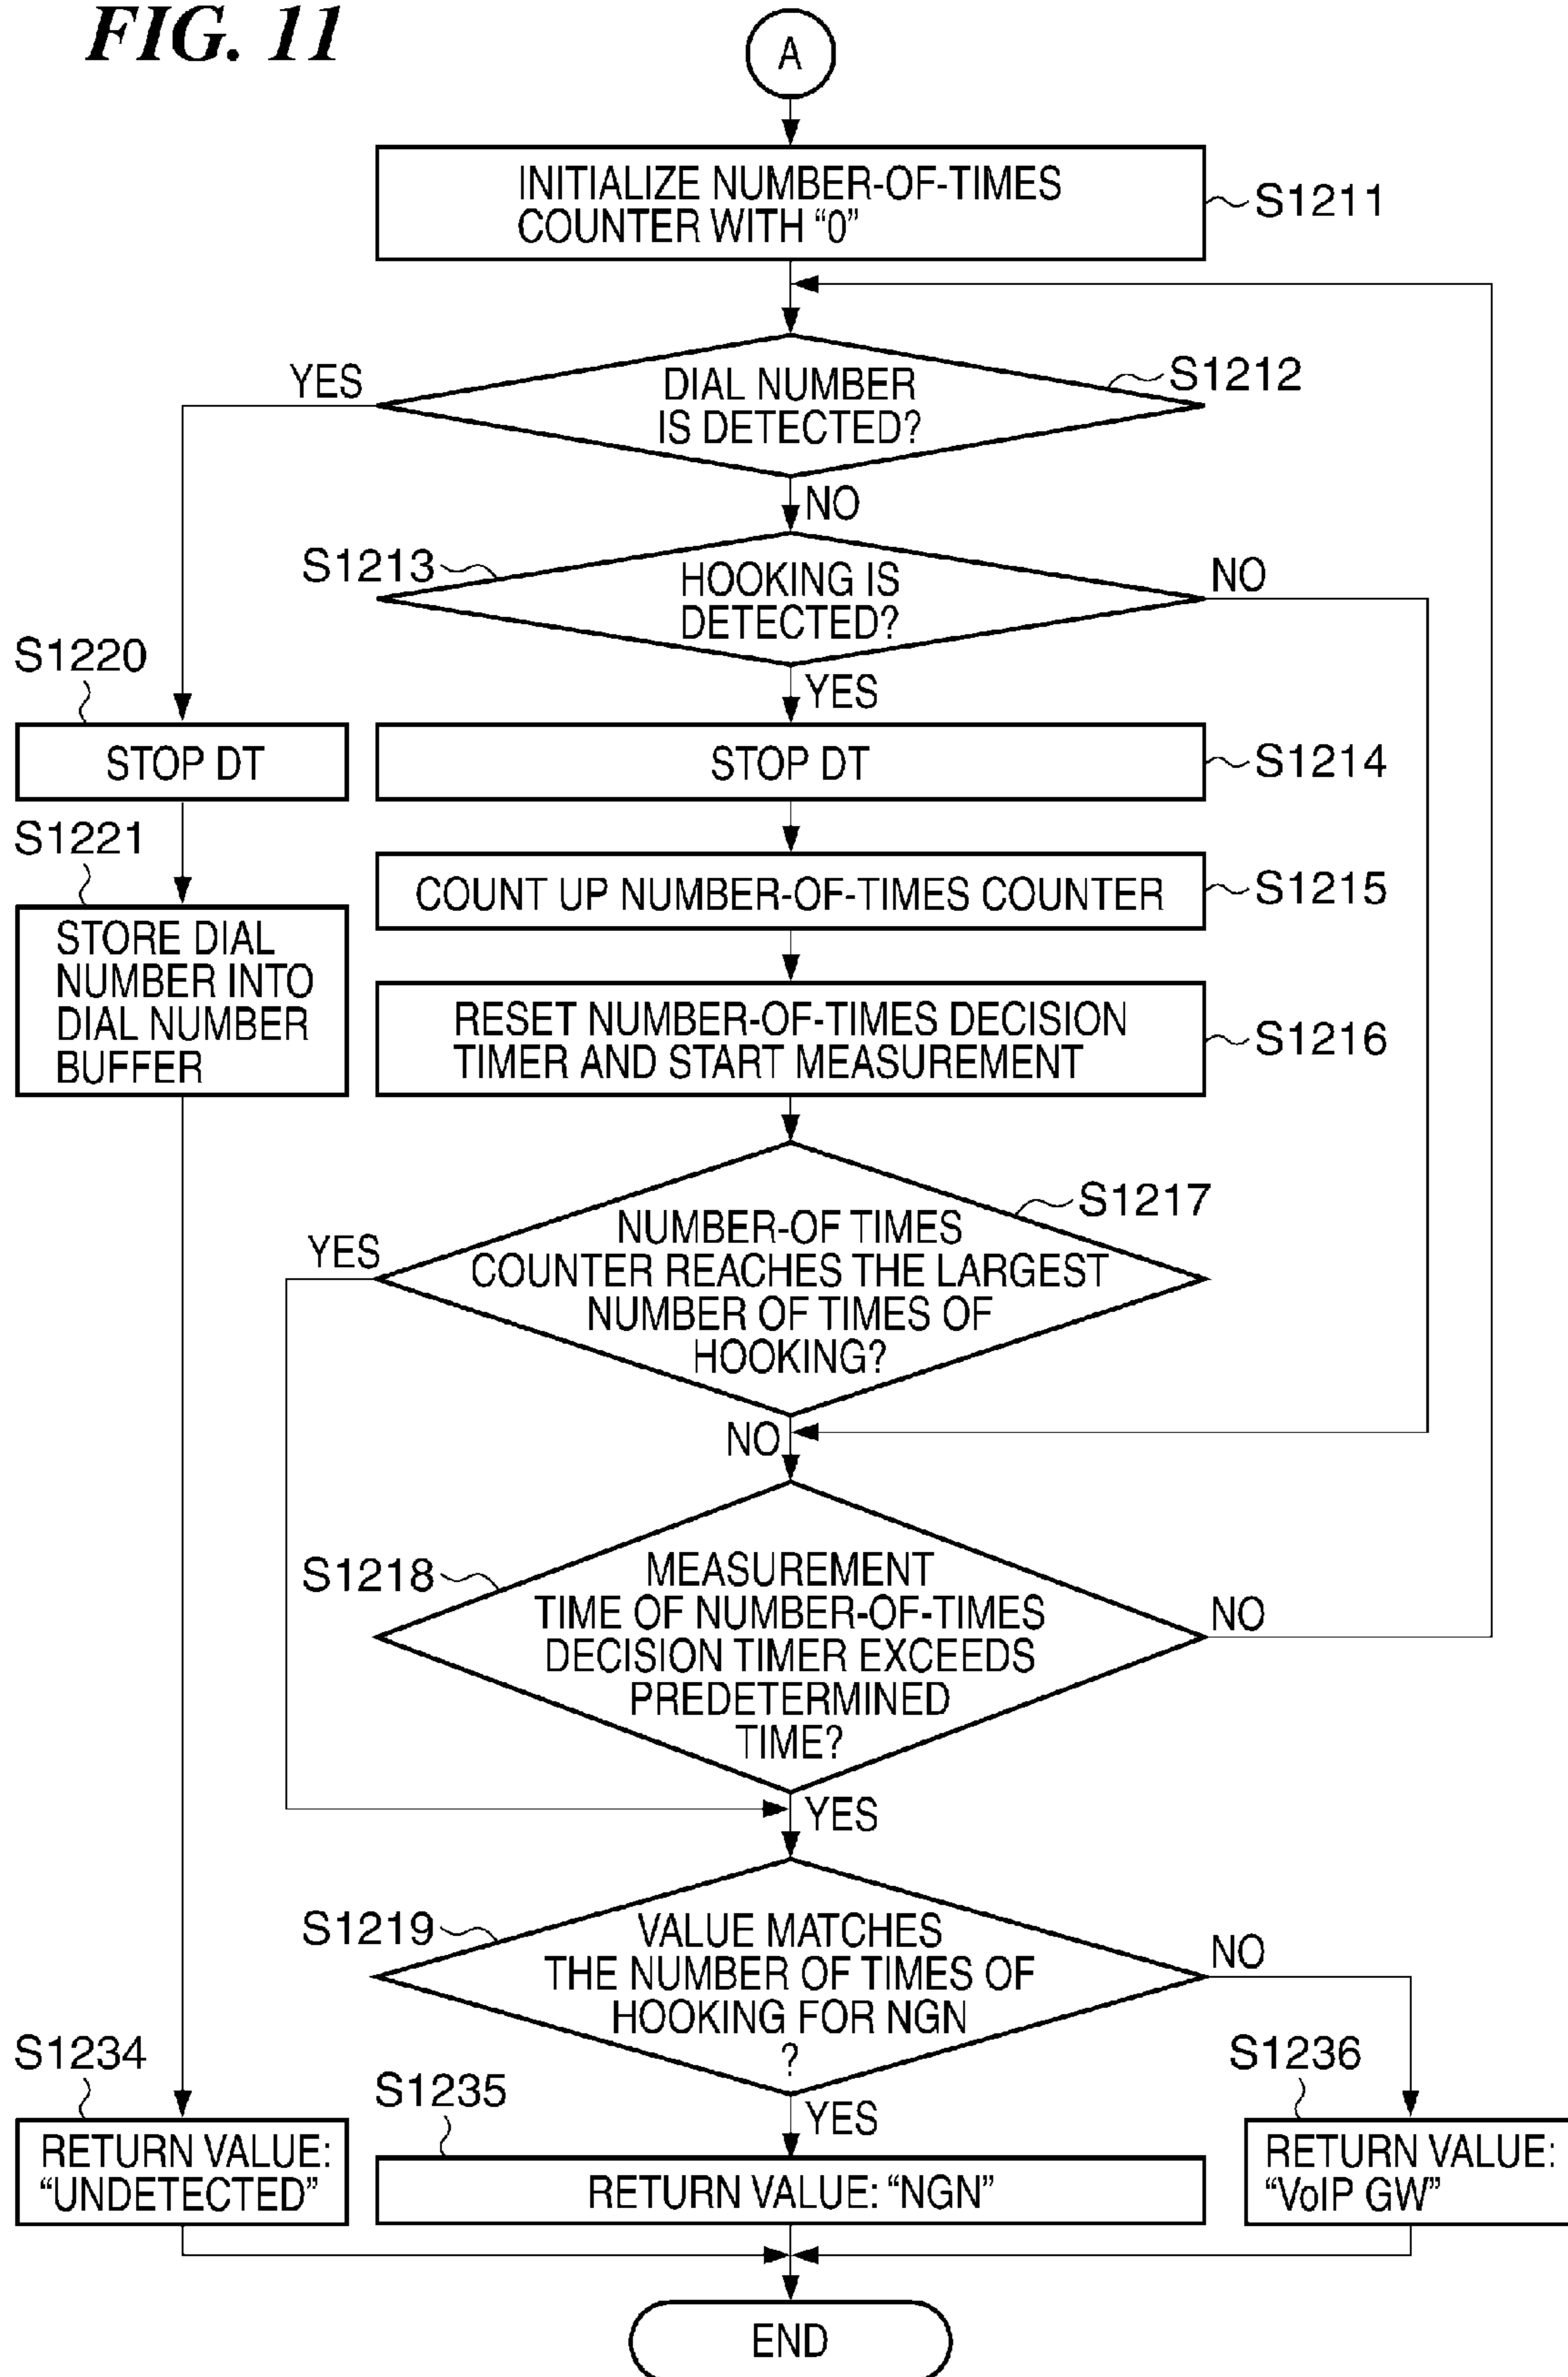 FIG. 11
A
INITIALIZE NUMBER-OF-TIMES
COUNTER WITH “0”
S1211
YES
DIAL NUMBER
IS DETECTED?
S1212
NO
S1213
HOOKING IS
DETECTED?
NO
YES
S1220
STOP DT
STOP DT
S1214
S1221
STORE DIAL
NUMBER INTO
DIAL NUMBER
BUFFER
COUNT UP NUMBER-OF-TIMES COUNTER
S1215
RESET NUMBER-OF-TIMES DECISION
TIMER AND START MEASUREMENT
S1216
S1217
YES
NUMBER-OF TIMES
COUNTER REACHES THE LARGEST
NUMBER OF TIMES OF
HOOKING?
NO
S1218
MEASUREMENT
TIME OF NUMBER-OF-TIMES
DECISION TIMER EXCEEDS
PREDETERMINED
TIME?
NO
YES
S1219
VALUE MATCHES
THE NUMBER OF TIMES OF
HOOKING FOR NGN
?
NO
YES
S1234
RETURN VALUE:
“UNDETECTED”
S1235
RETURN VALUE: “NGN”
S1236
RETURN VALUE:
“VoIP GW”
END